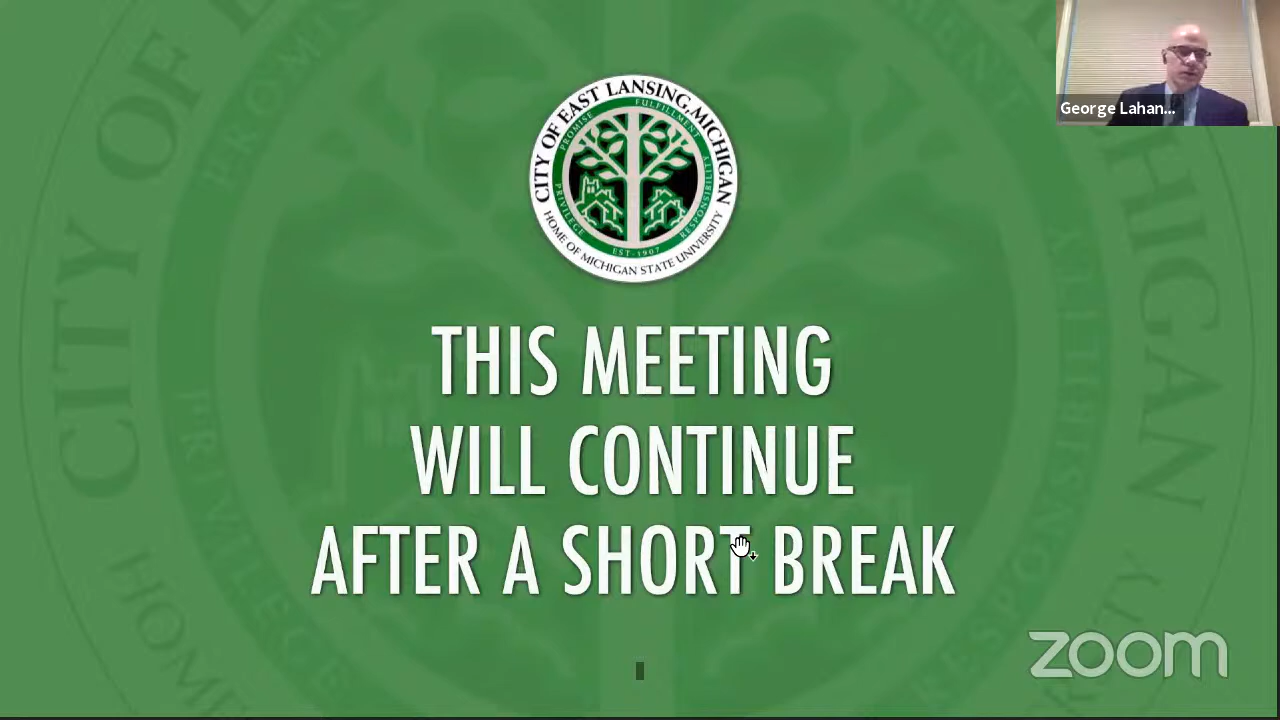 CITY OF EAST LANSING, MICHIGAN
PROMISE FULFILLMENT
PRIVILEGE RESPONSIBILITY
EST • 1907
HOME OF MICHIGAN STATE UNIVERSITY
George Lahan...
THIS MEETING
WILL CONTINUE
AFTER A SHORT BREAK
zoom